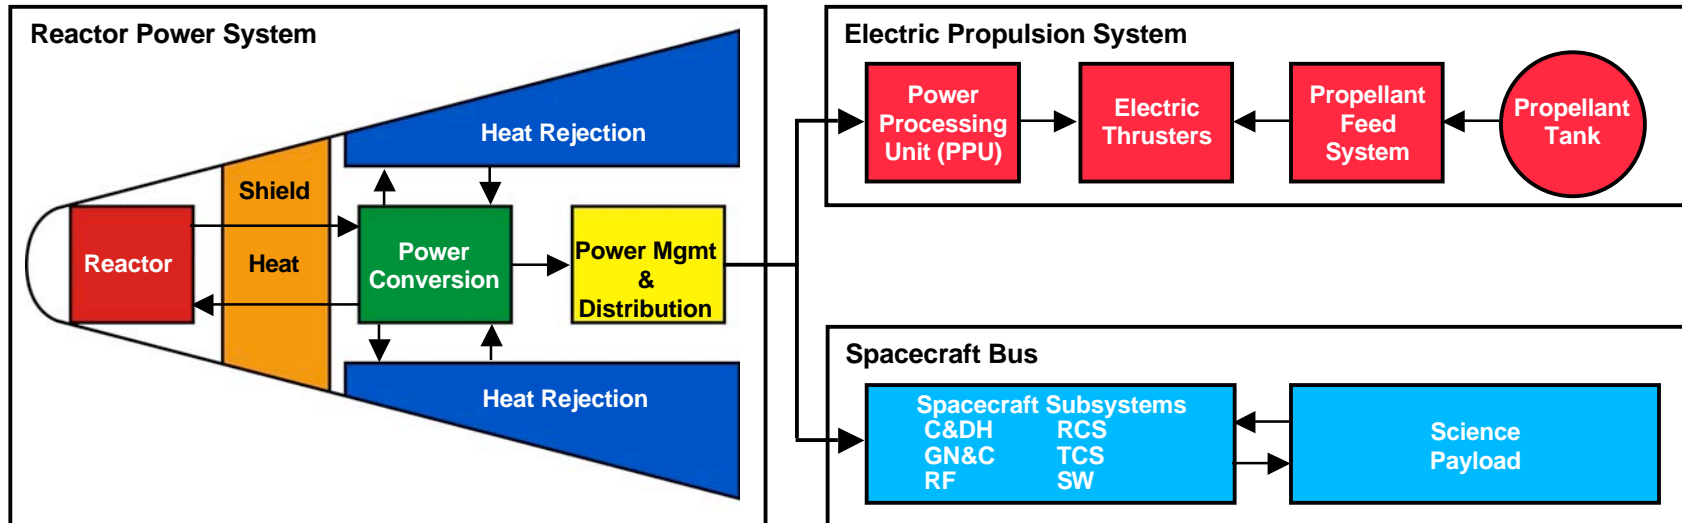 Reactor Power System
Heat Rejection
Shield
Heat
Reactor
Power
Conversion
Power Mgmt
&
Distribution
Heat Rejection
Electric Propulsion System
Power
Processing
Unit (PPU)
Electric
Thrusters
Propellant
Feed
System
Propellant
Tank
Spacecraft Bus
Spacecraft Subsystems
C&DH RCS
GN&C TCS
RF SW
Science
Payload